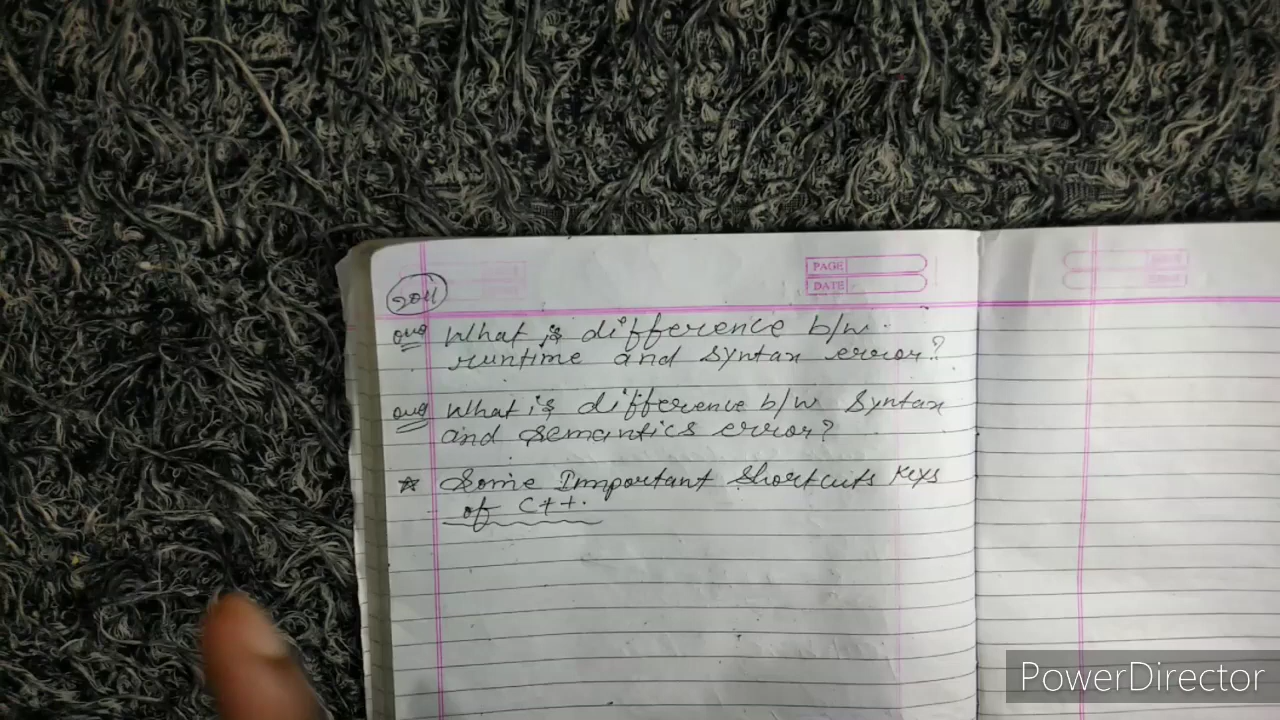 PAGE
DATE
2011
Que What is difference b/w
runtime and syntax error?
Que What is difference b/w Syntax
and Semantics error?
* Some Important Shortcuts Keys
of C++.
PowerDirector